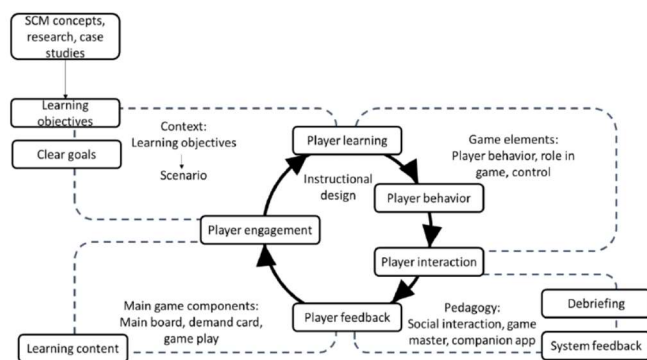 SCM concepts,
research, case
studies
Learning
objectives
Clear goals
Context:
Learning objectives
Scenario
Player learning
Game elements:
Player behavior, role in
game, control
Instructional
design
Player behavior
Player engagement
Player interaction
Main game components:
Main board, demand card,
game play
Player feedback
Pedagogy:
Social interaction, game
master, companion app
Debriefing
System feedback
Learning content